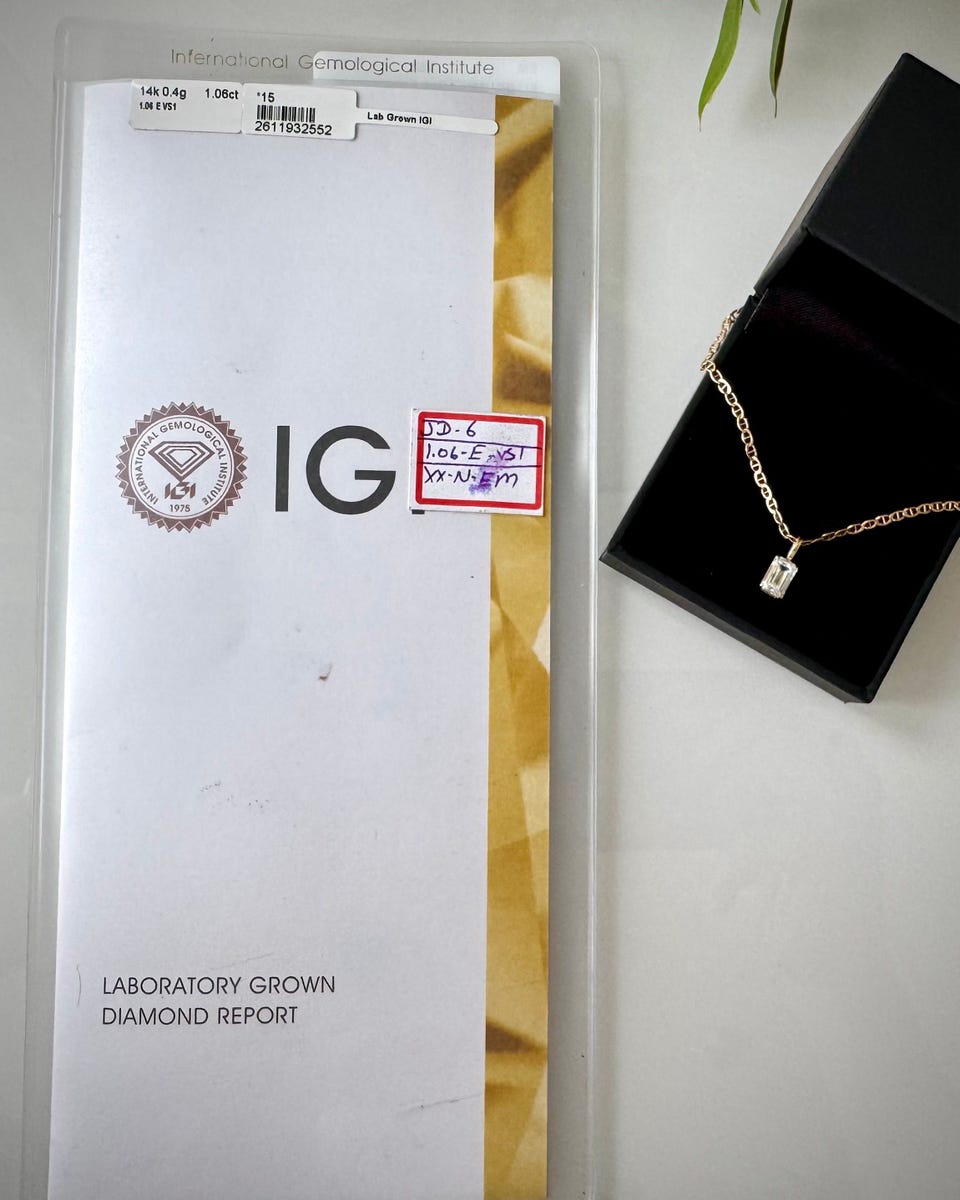 International Gemological Institute
14k 0.4g 1.06ct
1.06 E VS1
*15
2611932552
Lab Grown IGI
INTERNATIONAL GEMOLOGICAL INSTITUTE
IGI
1975
IG
JD-6
1.06-E-VS1
XX-N-EM
LABORATORY GROWN
DIAMOND REPORT